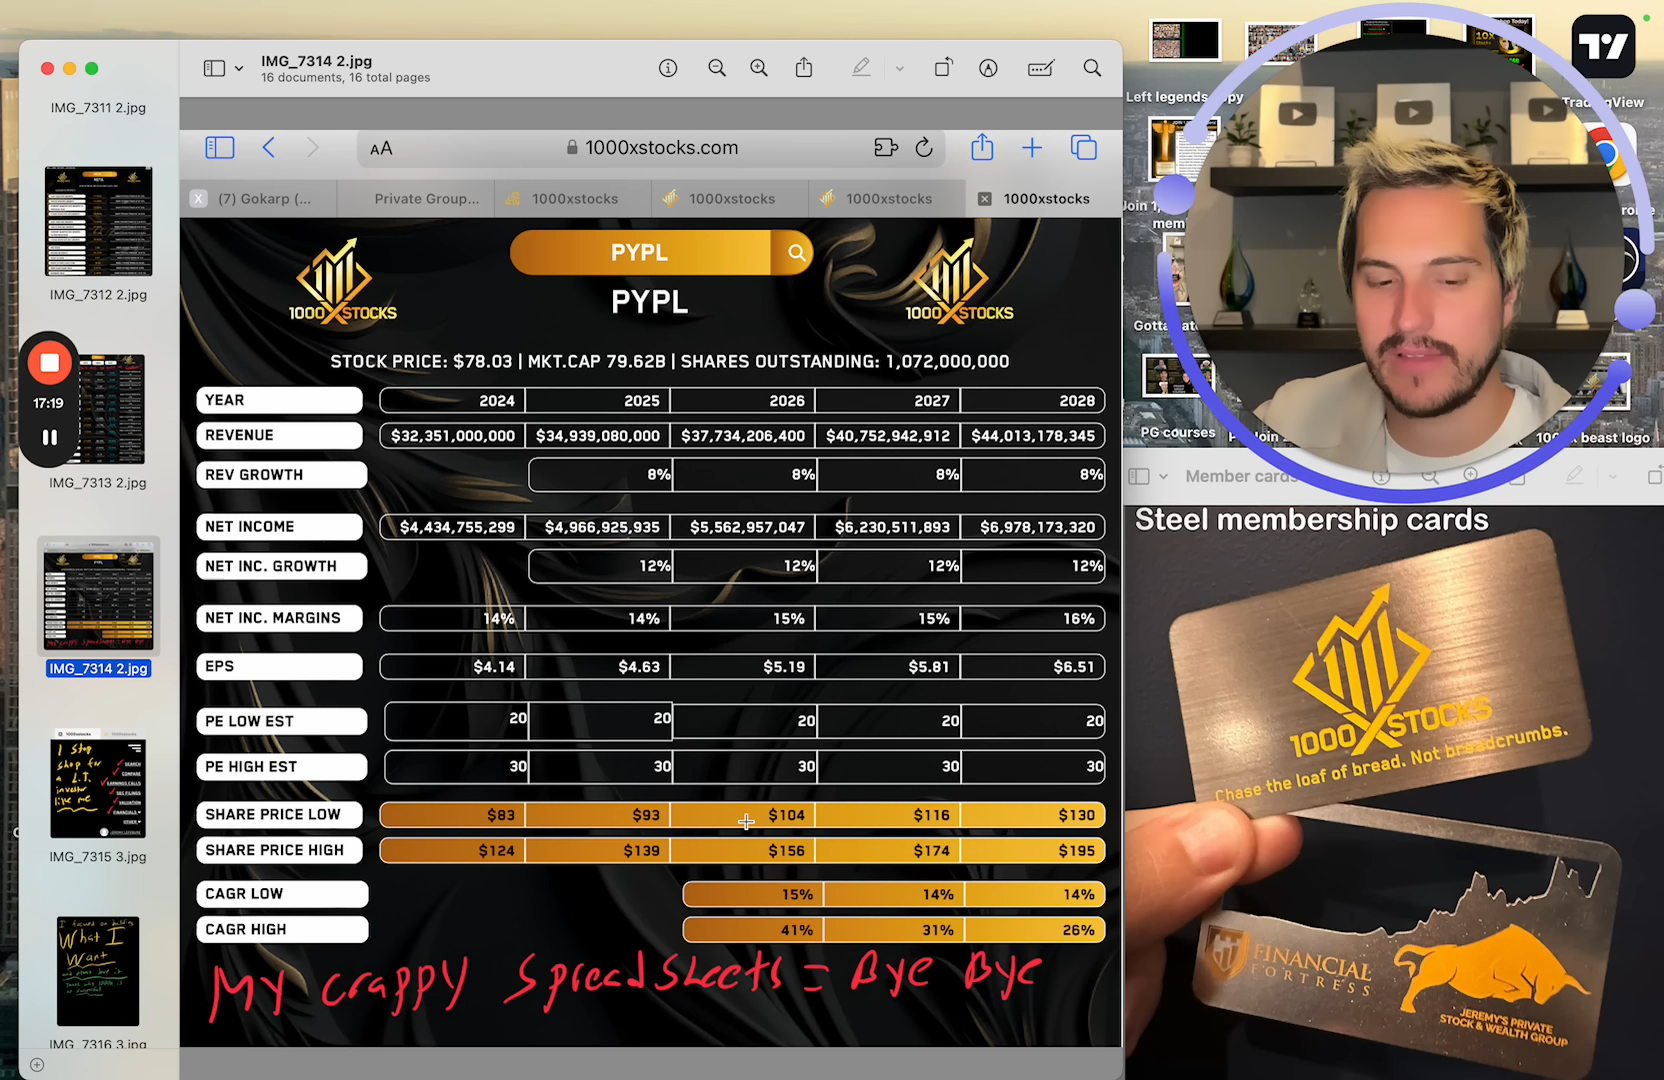 IMG_7314 2.jpg
16 documents, 16 total pages
IMG_7311 2.jpg
IMG_7312 2.jpg
17:19
IMG_7313 2.jpg
IMG_7314 2.jpg
IMG_7315 3.jpg
IMG_7316 3.jpg
I stop
shop for
a L.T.
investor
like me
What I
Want
AA
1000xstocks.com
X (7) Gokarp (...
Private Group...
1000xstocks
1000xstocks
1000xstocks
1000xstocks
1000XSTOCKS
PYPL
PYPL
1000XSTOCKS
STOCK PRICE: $78.03 | MKT.CAP 79.62B | SHARES OUTSTANDING: 1,072,000,000
YEAR 2024 2025 2026 2027 2028
REVENUE $32,351,000,000 $34,939,080,000 $37,734,206,400 $40,752,942,912 $44,013,178,345
REV GROWTH 8% 8% 8% 8%
NET INCOME $4,434,755,299 $4,966,925,935 $5,562,957,047 $6,230,511,893 $6,978,173,320
NET INC. GROWTH 12% 12% 12% 12%
NET INC. MARGINS 14% 14% 15% 15% 16%
EPS $4.14 $4.63 $5.19 $5.81 $6.51
PE LOW EST 20 20 20 20 20
PE HIGH EST 30 30 30 30 30
SHARE PRICE LOW $83 $93 $104 $116 $130
SHARE PRICE HIGH $124 $139 $156 $174 $195
CAGR LOW 15% 14% 14%
CAGR HIGH 41% 31% 26%
My crappy Spreadsheets = Bye Bye
Left legends
TradingView
PG courses
beast logo
Member cards
Steel membership cards
1000XSTOCKS
Chase the loaf of bread. Not breadcrumbs.
FINANCIAL
FORTRESS
JEREMY'S PRIVATE
STOCK & WEALTH GROUP